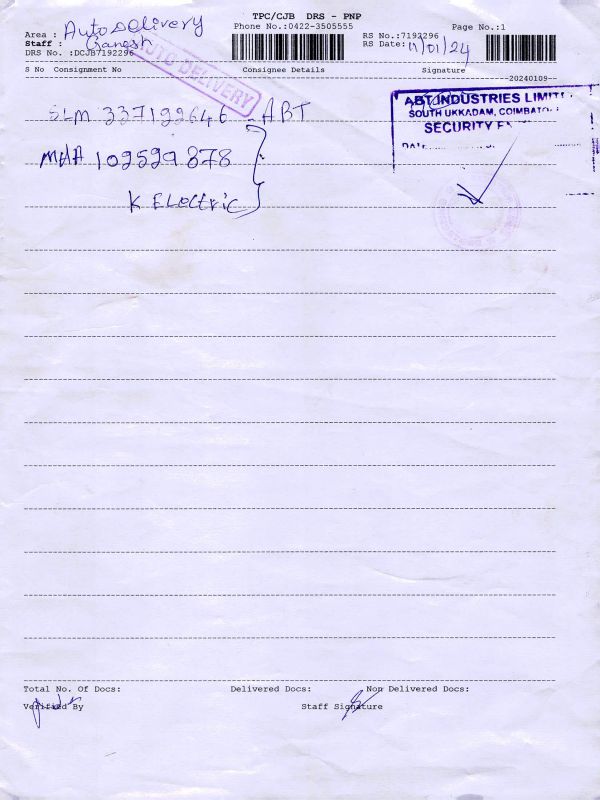 TPC/CJB DRS - PNP
Area : Auto Delivery Phone No.:0422-3505555 RS No.:7192296 Page No.:1
Staff : Ganesh RS Date: 11/01/24
DRS No. :DCJB7192296
S No Consignment No Consignee Details Signature
20240109
AUTO DELIVERY
SLM 337192646 - ABT
ABT INDUSTRIES LIMIT
SOUTH UKKADAM, COIMBATO
SECURITY
MAA 109529878
K Electric
Total No. Of Docs: Delivered Docs: Non Delivered Docs:
Verified By Staff Signature